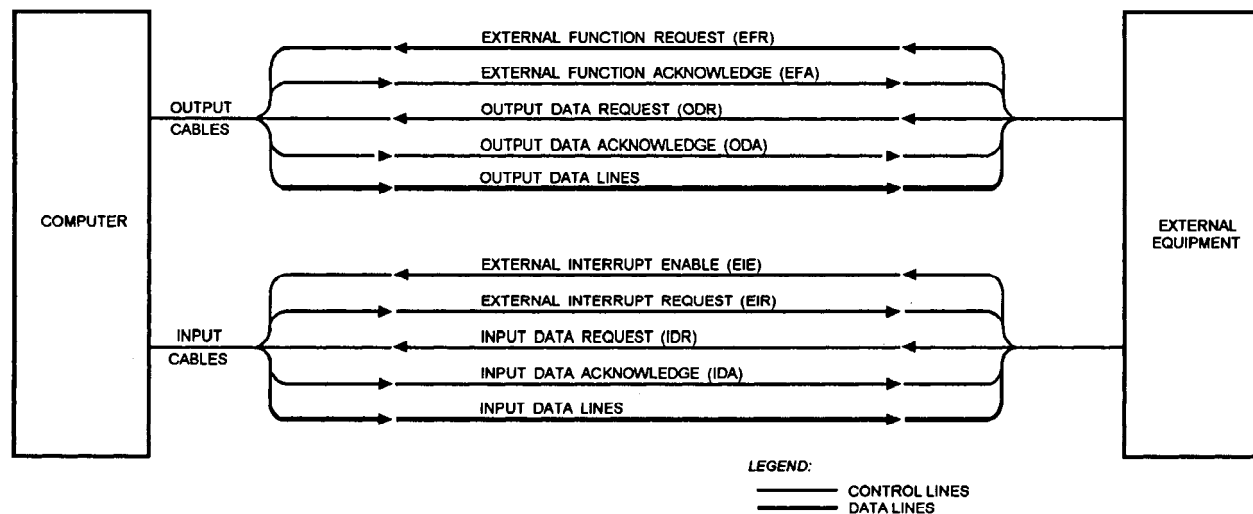 COMPUTER
OUTPUT
CABLES
EXTERNAL FUNCTION REQUEST (EFR)
EXTERNAL FUNCTION ACKNOWLEDGE (EFA)
OUTPUT DATA REQUEST (ODR)
OUTPUT DATA ACKNOWLEDGE (ODA)
OUTPUT DATA LINES
INPUT
CABLES
EXTERNAL INTERRUPT ENABLE (EIE)
EXTERNAL INTERRUPT REQUEST (EIR)
INPUT DATA REQUEST (IDR)
INPUT DATA ACKNOWLEDGE (IDA)
INPUT DATA LINES
EXTERNAL
EQUIPMENT
LEGEND:
CONTROL LINES
DATA LINES